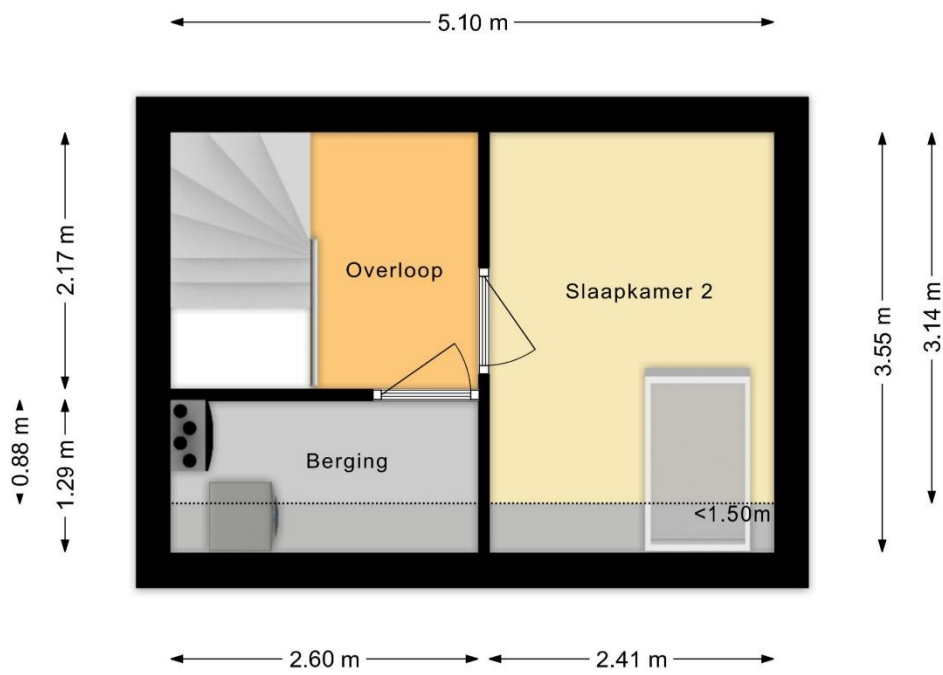 5.10 m
2.17 m
Overloop
Slaapkamer 2
3.55 m
3.14 m
0.88 m
1.29 m
Berging
<1.50m
2.60 m
2.41 m